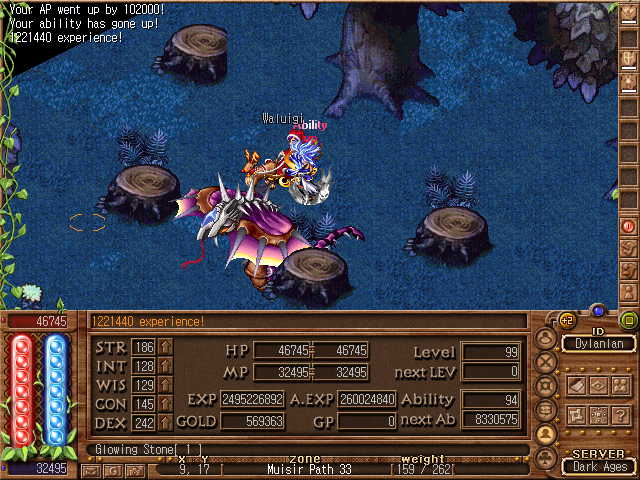 Your AP went up by 102000!
Your ability has gone up!
1221440 experience!
Waluigi
Ability
Up
46745
1221440 experience!
+2
ID
Dylanlan
STR 186 HP 46745 46745 Level 99
INT 128 MP 32495 32495 next LEV 0
WIS 129
CON 145 EXP 2495226892 A.EXP 260024840 Ability 94
DEX 242 GOLD 569363 GP 0 next Ab 8330575
Glowing Stone[ 1 ]
X Y zone weight
SERVER
32495 G 9, 17 [ Muisir Path 33 ] 159 / 262[ Dark Ages